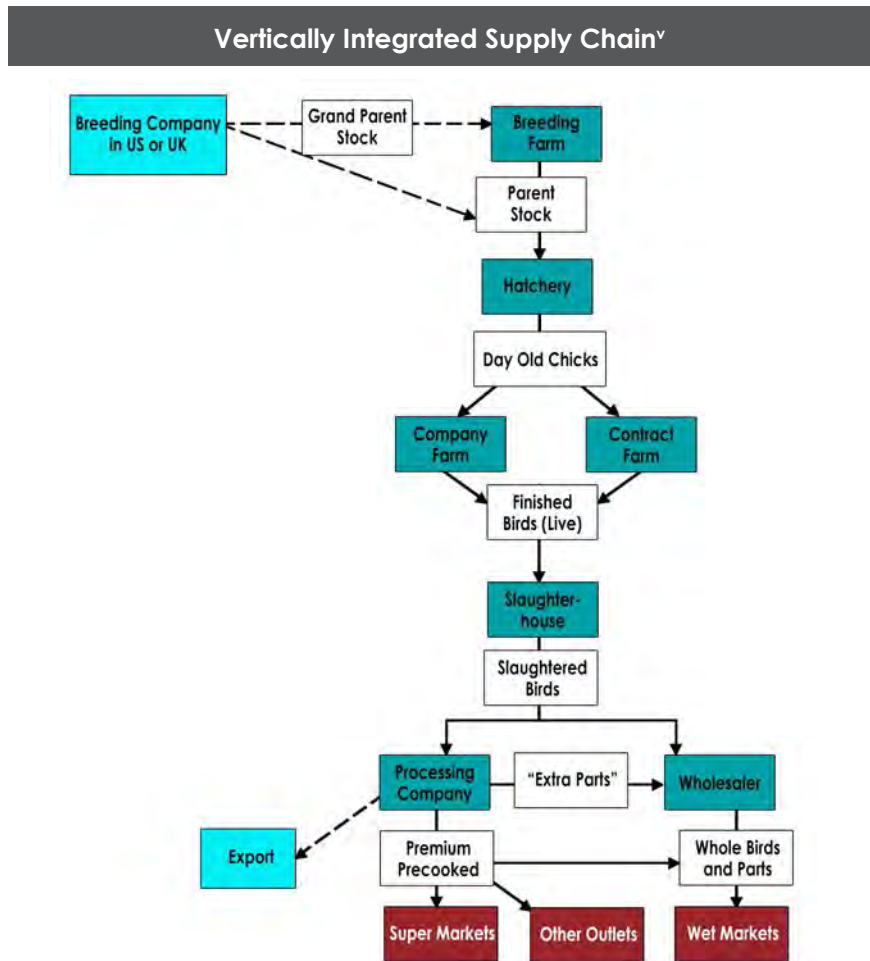 Vertically Integrated Supply Chainᵛ
Breeding Company
in US or UK
Grand Parent
Stock
Breeding
Farm
Parent
Stock
Hatchery
Day Old Chicks
Company
Farm
Contract
Farm
Finished
Birds (Live)
Slaughter-
house
Slaughtered
Birds
Processing
Company
“Extra Parts”
Wholesaler
Export
Premium
Precooked
Whole Birds
and Parts
Super Markets
Other Outlets
Wet Markets